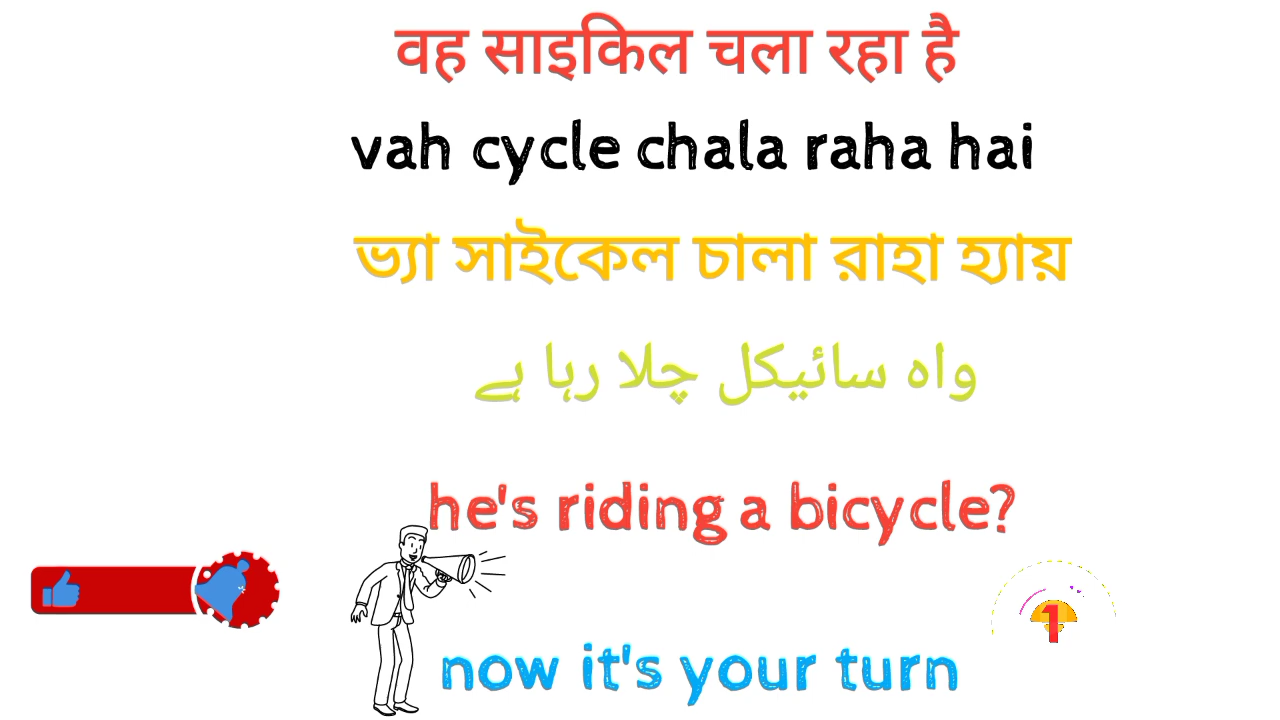 वह साइकिल चला रहा है
vah cycle chala raha hai
ভ্যা সাইকেল চালা রাহা হ্যায়
واہ سائیکل چلا رہا ہے
he's riding a bicycle?
1
now it's your turn